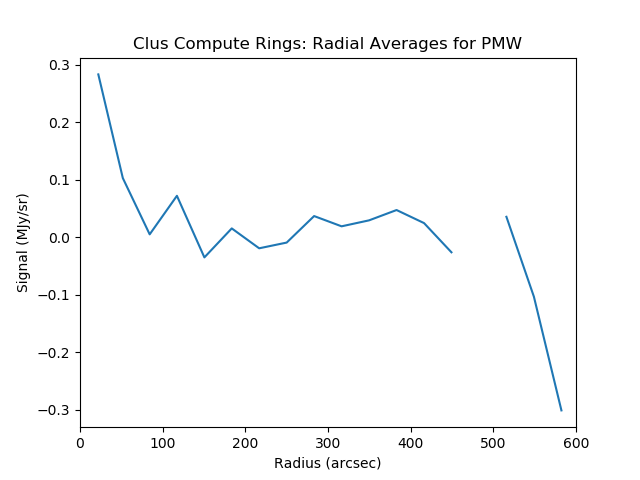 Clus Compute Rings: Radial Averages for PMW
0.3
0.2
0.1
0.0
−0.1
−0.2
−0.3
Signal (MJy/sr)
0 100 200 300 400 500 600
Radius (arcsec)